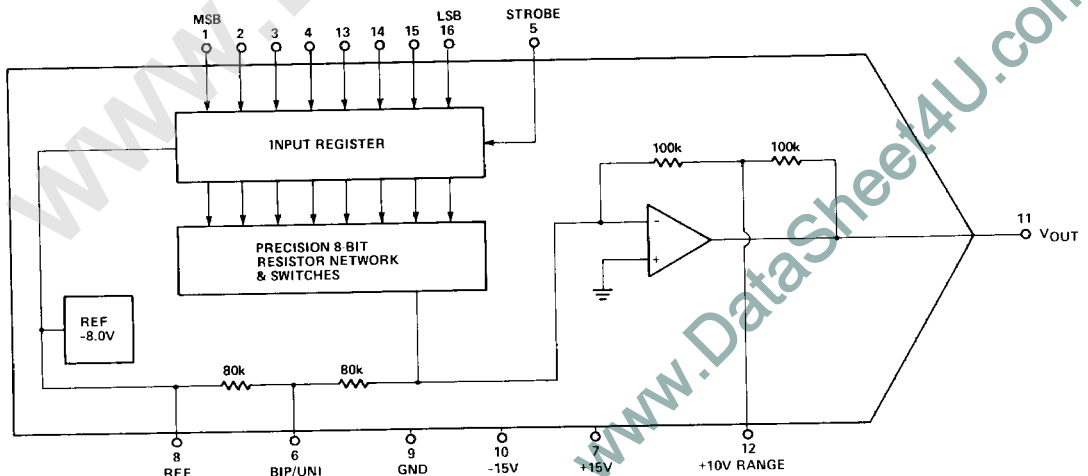 MSB
LSB
STROBE
1 2 3 4 13 14 15 16 5
INPUT REGISTER
100k 100k
11
VOUT
PRECISION 8-BIT
RESISTOR NETWORK
& SWITCHES
REF
-8.0V
80k 80k
8
REF
6
BIP/UNI
9
GND
10
-15V
7
+15V
12
+10V RANGE
www.DataSheet4U.com